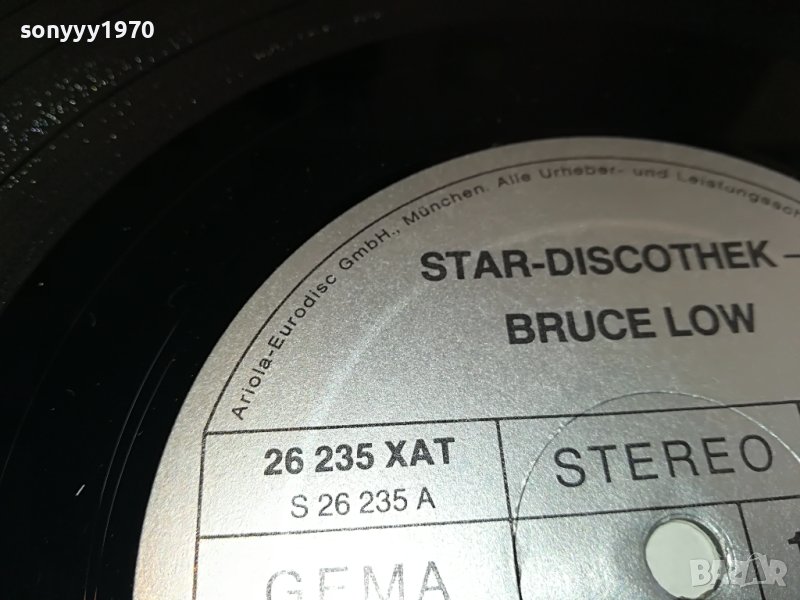 sonyyy1970
Ariola-Eurodisc GmbH., München. Alle Urheber- und
STAR-DISCOTHEK –
BRUCE LOW
26 235 XAT
S 26 235 A
STEREO
GEMA
BAZAR